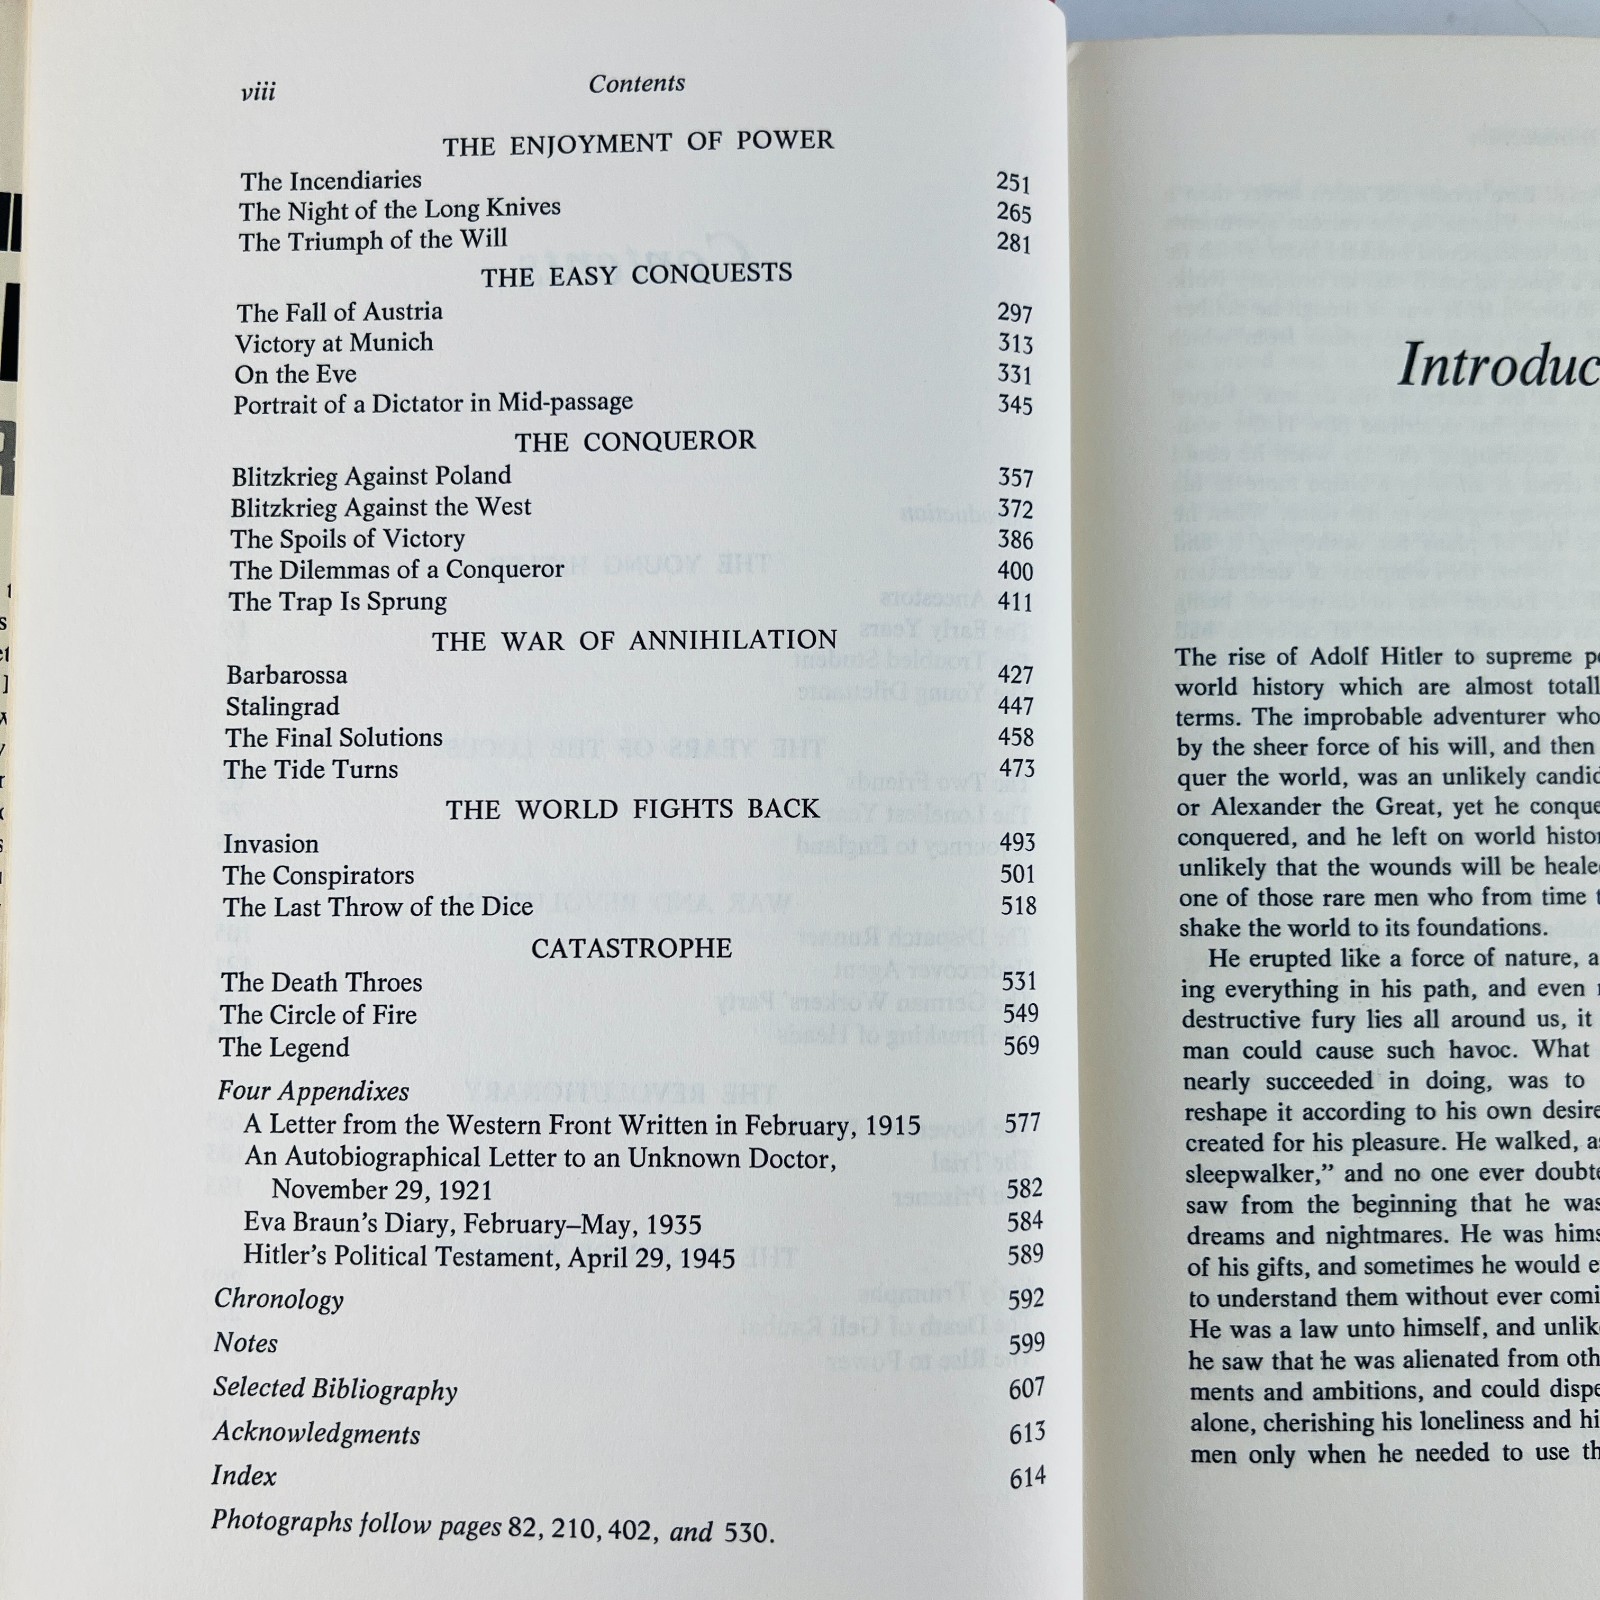 viii Contents
THE ENJOYMENT OF POWER
The Incendiaries 251
The Night of the Long Knives 265
The Triumph of the Will 281
THE EASY CONQUESTS
The Fall of Austria 297
Victory at Munich 313
On the Eve 331
Portrait of a Dictator in Mid-passage 345
THE CONQUEROR
Blitzkrieg Against Poland 357
Blitzkrieg Against the West 372
The Spoils of Victory 386
The Dilemmas of a Conqueror 400
The Trap Is Sprung 411
THE WAR OF ANNIHILATION
Barbarossa 427
Stalingrad 447
The Final Solutions 458
The Tide Turns 473
THE WORLD FIGHTS BACK
Invasion 493
The Conspirators 501
The Last Throw of the Dice 518
CATASTROPHE
The Death Throes 531
The Circle of Fire 549
The Legend 569
Four Appendixes
A Letter from the Western Front Written in February, 1915 577
An Autobiographical Letter to an Unknown Doctor,
November 29, 1921 582
Eva Braun's Diary, February–May, 1935 584
Hitler's Political Testament, April 29, 1945 589
Chronology 592
Notes 599
Selected Bibliography 607
Acknowledgments 613
Index 614
Photographs follow pages 82, 210, 402, and 530.
Introduc
The rise of Adolf Hitler to supreme
world history which are almost
terms. The improbable adventurer who
by the sheer force of his will, and then
quer the world, was an unlikely
or Alexander the Great, yet he
conquered, and he left on world
unlikely that the wounds will be
one of those rare men who from time
shake the world to its foundations.
He erupted like a force of nature,
ing everything in his path, and even
destructive fury lies all around us, it
man could cause such havoc. What
nearly succeeded in doing, was to
reshape it according to his own
created for his pleasure. He walked,
sleepwalker,” and no one ever
saw from the beginning that he was
dreams and nightmares. He was
of his gifts, and sometimes he would
to understand them without ever
He was a law unto himself, and
he saw that he was alienated from
ments and ambitions, and could
alone, cherishing his loneliness and
men only when he needed to use